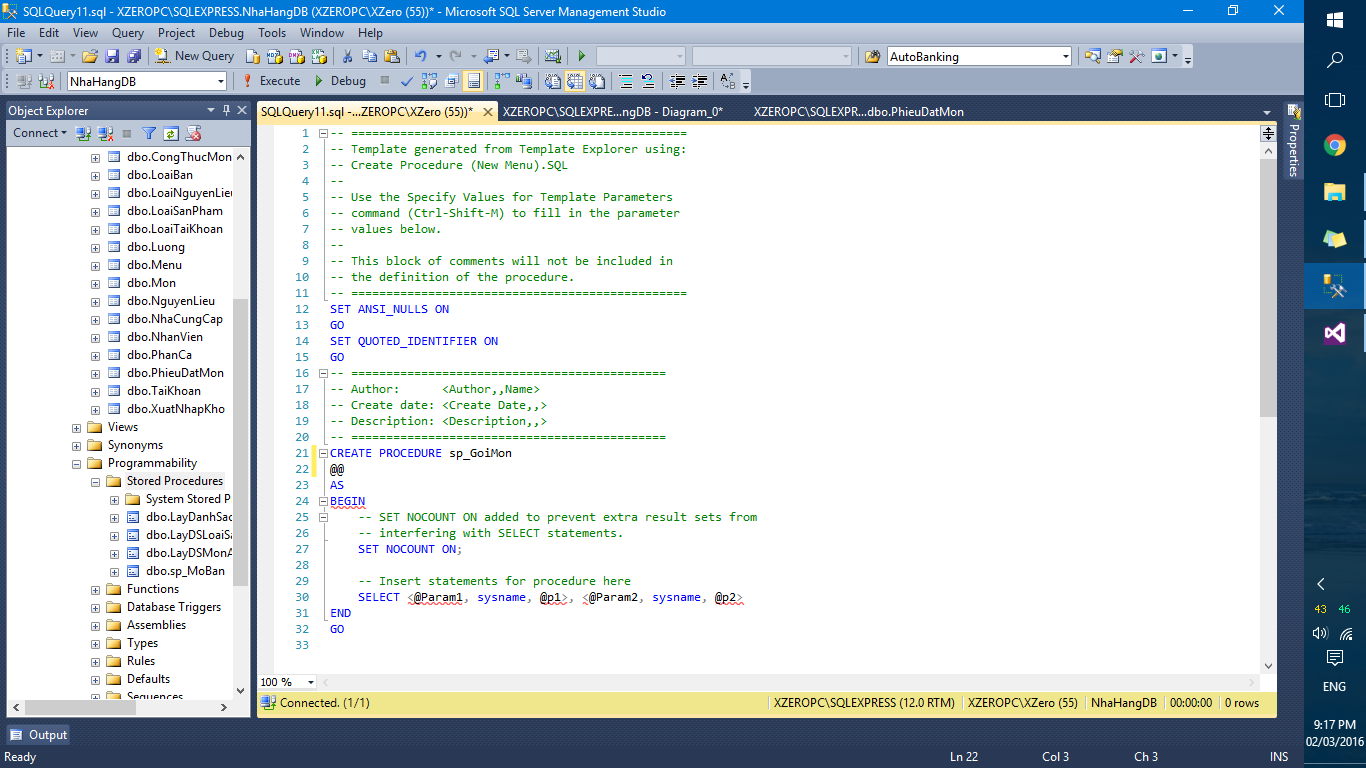 SQLQuery11.sql - XZEROPC\SQLEXPRESS.NhaHangDB (XZEROPC\XZero (55))* - Microsoft SQL Server Management Studio
File Edit View Query Project Debug Tools Window Help
New Query AutoBanking
NhaHangDB Execute Debug
Object Explorer
Connect
dbo.CongThucMon
dbo.LoaiBan
dbo.LoaiNguyenLieu
dbo.LoaiSanPham
dbo.LoaiTaiKhoan
dbo.Luong
dbo.Menu
dbo.Mon
dbo.NguyenLieu
dbo.NhaCungCap
dbo.NhanVien
dbo.PhanCa
dbo.PhieuDatMon
dbo.TaiKhoan
dbo.XuatNhapKho
Views
Synonyms
Programmability
Stored Procedures
System Stored P
dbo.LayDanhSac
dbo.LayDSLoaiSa
dbo.LayDSMonA
dbo.sp_MoBan
Functions
Database Triggers
Assemblies
Types
Rules
Defaults
Sequences
SQLQuery11.sql -...ZEROPC\XZero (55))* XZEROPC\SQLEXPRE...ngDB - Diagram_0* XZEROPC\SQLEXPR...dbo.PhieuDatMon
1 -- ================================================
2 -- Template generated from Template Explorer using:
3 -- Create Procedure (New Menu).SQL
4 --
5 -- Use the Specify Values for Template Parameters
6 -- command (Ctrl-Shift-M) to fill in the parameter
7 -- values below.
8 --
9 -- This block of comments will not be included in
10 -- the definition of the procedure.
11 -- ================================================
12 SET ANSI_NULLS ON
13 GO
14 SET QUOTED_IDENTIFIER ON
15 GO
16 -- =============================================
17 -- Author: <Author,,Name>
18 -- Create date: <Create Date,,>
19 -- Description: <Description,,>
20 -- =============================================
21 CREATE PROCEDURE sp_GoiMon
22 @@
23 AS
24 BEGIN
25 -- SET NOCOUNT ON added to prevent extra result sets from
26 -- interfering with SELECT statements.
27 SET NOCOUNT ON;
28
29 -- Insert statements for procedure here
30 SELECT <@Param1, sysname, @p1>, <@Param2, sysname, @p2>
31 END
32 GO
33
100 %
Connected. (1/1) XZEROPC\SQLEXPRESS (12.0 RTM) XZEROPC\XZero (55) NhaHangDB 00:00:00 0 rows
Output
Ready Ln 22 Col 3 Ch 3 INS
Properties
43 46
ENG
9:17 PM
02/03/2016